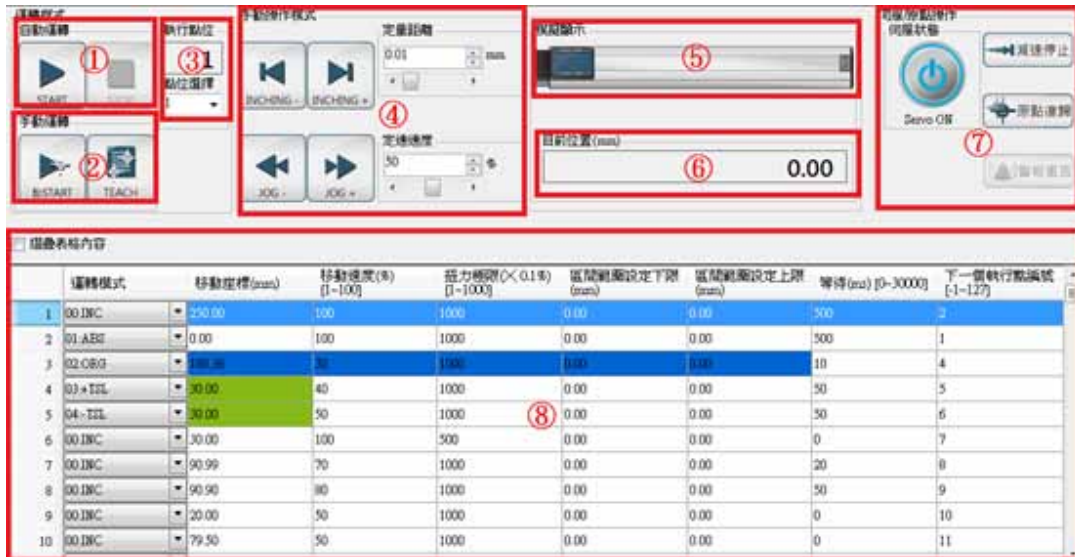 運轉模式
自動運轉
①
START
執行點位
③
1
點位選擇
1
手動運轉
②
B|START
TEACH
手動操作模式
INCHING -
INCHING +
定量距離
0.01
mm
④
JOG -
JOG +
定速速度
50
%
模擬顯示
⑤
目前位置(mm)
⑥
0.00
伺服/原點操作
伺服狀態
Servo ON
減速停止
原點復歸
⑦
警報重置
摺疊表格內容
運轉模式 移動座標(mm) 移動速度(%) [1~100] 扭力極限(×0.1%) [1~1000] 區間範圍設定下限 (mm) 區間範圍設定上限 (mm) 等待(ms) [0~30000] 下一個執行點編號 [-1~127]
1 00:INC 250.00 100 1000 0.00 0.00 500 2
2 01:ABS 0.00 100 1000 0.00 0.00 500 1
3 02:ORG 1000 0.00 0.00 10 4
4 03:+TSL 30.00 40 1000 0.00 0.00 50 5
5 04:-TSL 30.00 50 1000 ⑧ 0.00 0.00 50 6
6 00:INC 30.00 100 500 0.00 0.00 0 7
7 00:INC 90.99 70 1000 0.00 0.00 20 8
8 00:INC 90.90 80 1000 0.00 0.00 50 9
9 00:INC 20.00 50 1000 0.00 0.00 0 10
10 00:INC 79.50 50 1000 0.00 0.00 0 11